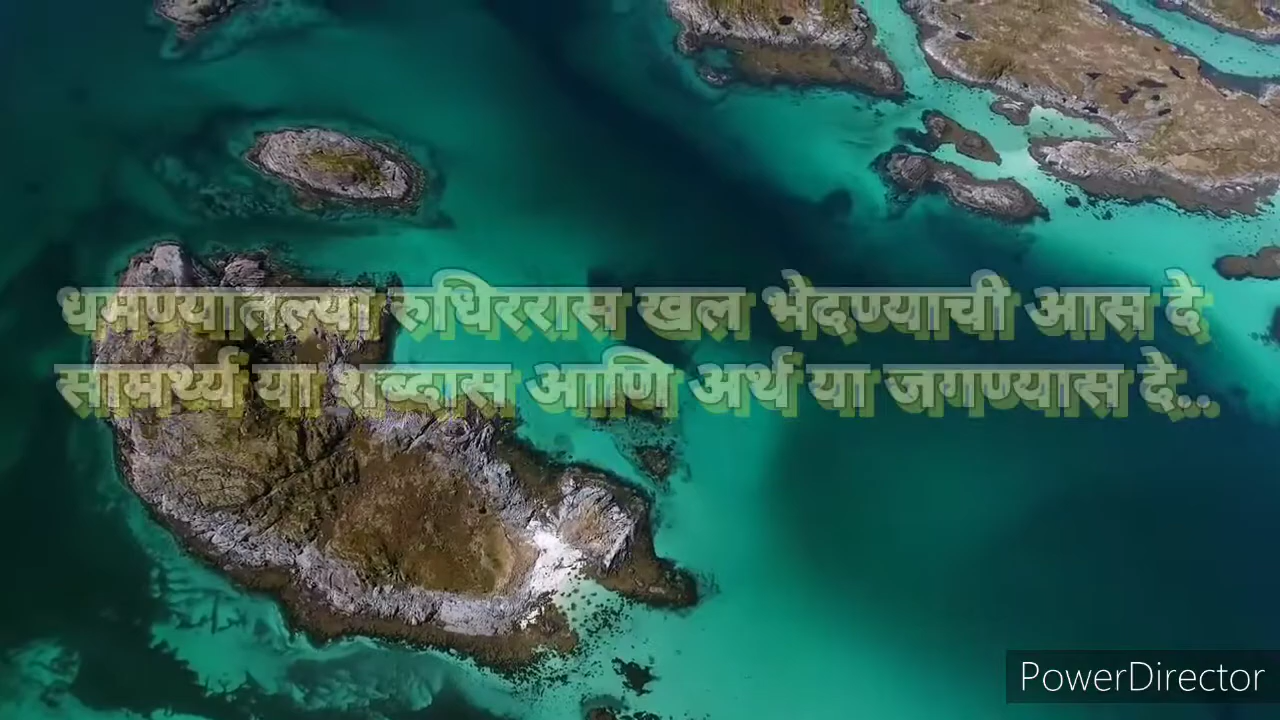 धमण्यातल्या रुधिररास खल भेदण्याची आस दे
सामर्थ्य या शब्दास आणि अर्थ या जगण्यास दे...
PowerDirector